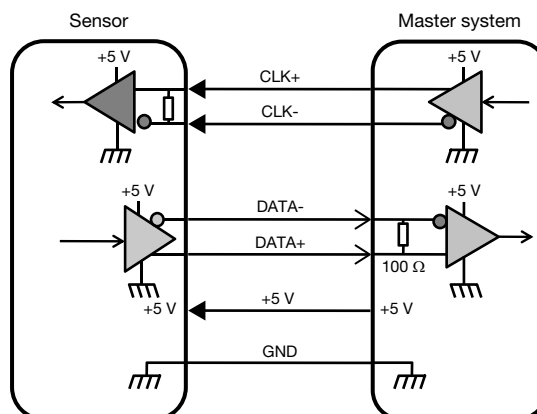 Sensor
Master system
+5 V
CLK+
+5 V
CLK-
+5 V
DATA-
+5 V
DATA+
100 Ω
+5 V
+5 V
+5 V
GND